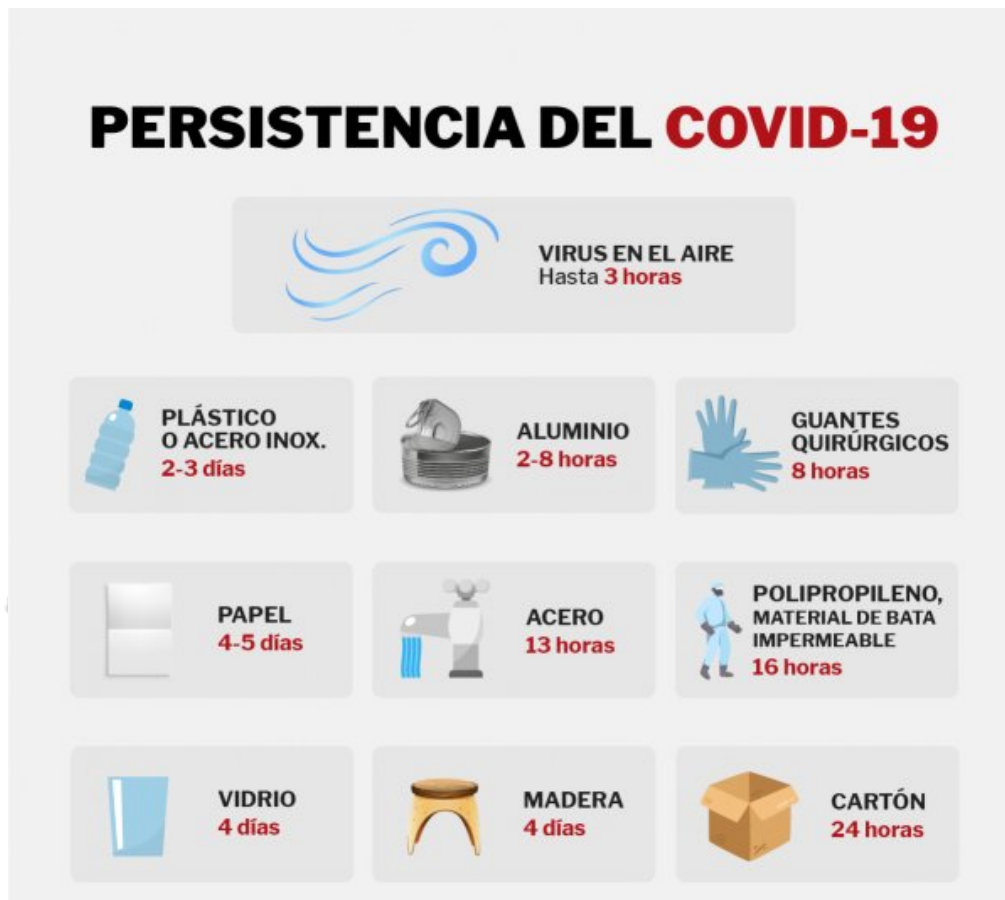 PERSISTENCIA DEL COVID-19
VIRUS EN EL AIRE
Hasta 3 horas
PLÁSTICO
O ACERO INOX.
2-3 días
ALUMINIO
2-8 horas
GUANTES
QUIRÚRGICOS
8 horas
PAPEL
4-5 días
ACERO
13 horas
POLIPROPILENO,
MATERIAL DE BATA
IMPERMEABLE
16 horas
VIDRIO
4 días
MADERA
4 días
CARTÓN
24 horas